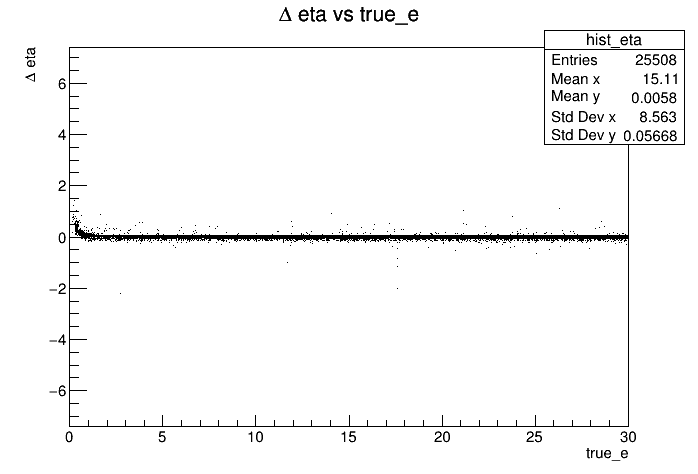 Δ eta vs true_e
Δ eta
hist_eta
Entries 25508
Mean x 15.11
Mean y 0.0058
Std Dev x 8.563
Std Dev y 0.05668
6
4
2
0
−2
−4
−6
0 5 10 15 20 25 30
true_e